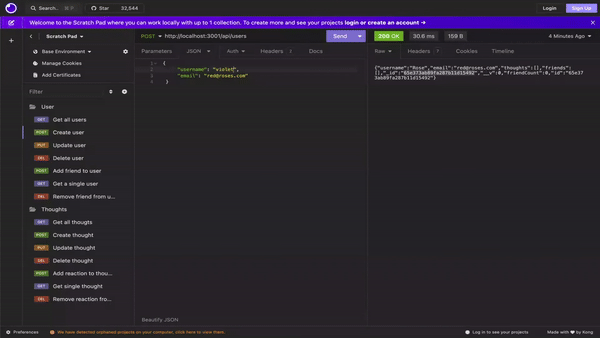 Search.. ⌘ P
Star 32,544
Login
Sign Up
Welcome to the Scratch Pad where you can work locally with up to 1 collection. To create more and see your projects login or create an account →
Scratch Pad
POST http://localhost:3001/api/users
Send
200 OK
30.6 ms
159 B
4 Minutes Ago
Base Environment
Manage Cookies
Add Certificates
Parameters
JSON
Auth
Headers
Docs
Raw
Headers 7
Cookies
Timeline
Filter
User
GET Get all users
POST Create user
PUT Update user
DEL Delete user
POST Add friend to user
GET Get a single user
DEL Remove friend from u...
Thoughts
GET Get all thougts
POST Create thought
PUT Update thought
DEL Delete thought
POST Add reaction to thou...
GET Get single thought
DEL Remove reaction fro...
1 {
2 "username": "violet",
3 "email": "red@roses.com"
4 }
{"username":"Rose","email":"red@roses.com","thoughts":[],"friends":
[],"_id":"65e373ab89fa287b11d15492","__v":0,"friendCount":0,"id":"65e37
3ab89fa287b11d15492"}
Beautify JSON
Preferences
We have detected orphaned projects on your computer, click here to view them.
Log in to see your projects
Made with ♥ by Kong